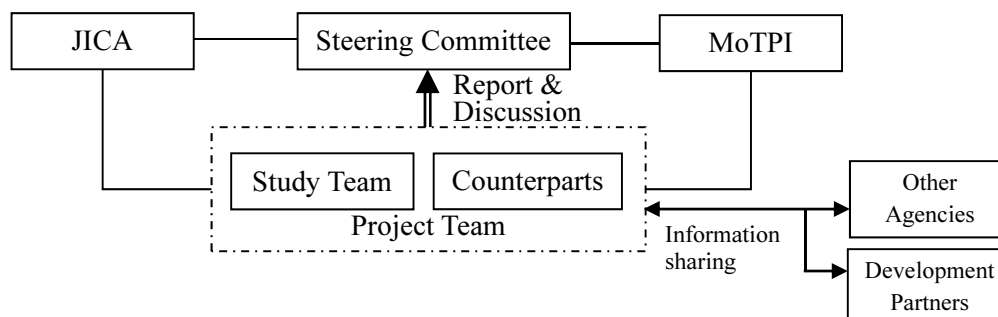 JICA
Steering Committee
MoTPI
Report &
Discussion
Study Team
Counterparts
Project Team
Information
sharing
Other
Agencies
Development
Partners